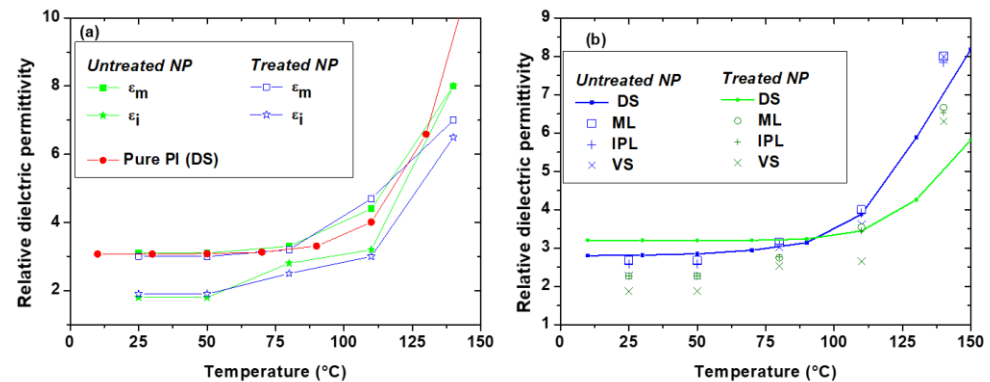 (a)
Untreated NP Treated NP
εm εm
εi εi
Pure PI (DS)
10
8
6
4
2
0 25 50 75 100 125 150
Temperature (°C)
Relative dielctric permittivity
(b)
Untreated NP Treated NP
DS DS
ML ML
IPL IPL
VS VS
9
8
7
6
5
4
3
2
1
0 25 50 75 100 125 150
Temperature (°C)
Relative dielectric permittivity